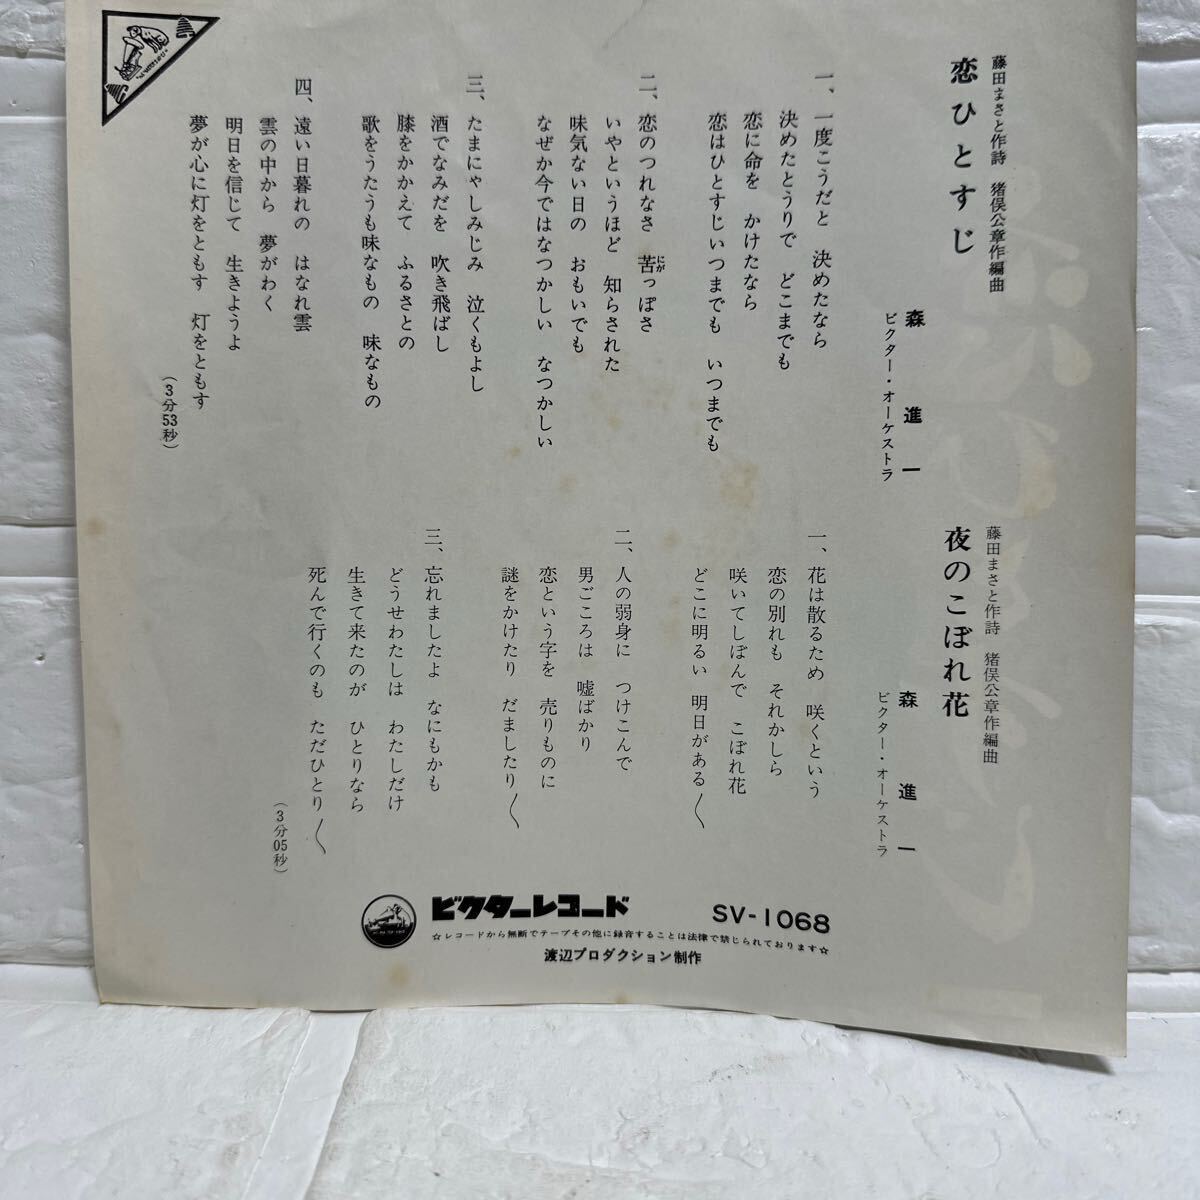 恋ひとすじ
藤田まさと作詩 猪俣公章作編曲
森進一
ビクター・オーケストラ
一、一度こうだと 決めたなら
決めたとうりで どこまでも
恋に命を かけたなら
恋はひとすじいつまでも いつまでも
二、恋のつれなさ 苦っぽさ
にが
いやというほど 知らされた
味気ない日の おもいでも
なぜか今ではなつかしい なつかしい
三、たまにゃしみじみ 泣くもよし
酒でなみだを 吹き飛ばし
膝をかかえて ふるさとの
歌をうたうも味なもの 味なもの
四、遠い日暮れの はなれ雲
雲の中から 夢がわく
明日を信じて 生きようよ
夢が心に灯をともす 灯をともす
(3分53秒)
夜のこぼれ花
藤田まさと作詩 猪俣公章作編曲
森進一
ビクター・オーケストラ
一、花は散るため 咲くという
恋の別れも それかしら
咲いてしぼんで こぼれ花
どこに明るい 明日がある〱
二、人の弱身に つけこんで
男ごころは 嘘ばかり
恋という字を 売りものに
謎をかけたり だましたり〱
三、忘れましたよ なにもかも
どうせわたしは わたしだけ
生きて来たのが ひとりなら
死んで行くのも ただひとり〱
(3分05秒)
ビクターレコード SV-1068
☆レコードから無断でテープその他に録音することは法律で禁じられております☆
渡辺プロダクション制作